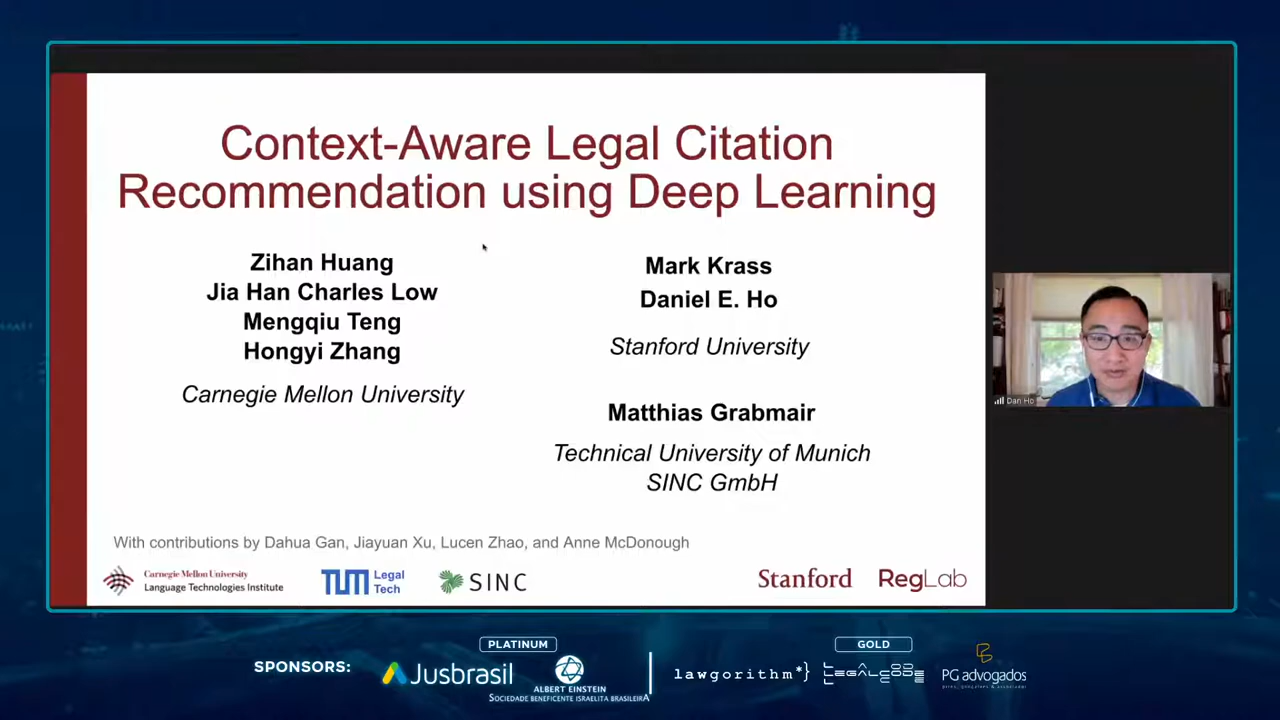 Context-Aware Legal Citation
Recommendation using Deep Learning
Zihan Huang
Jia Han Charles Low
Mengqiu Teng
Hongyi Zhang
Carnegie Mellon University
Mark Krass
Daniel E. Ho
Stanford University
Matthias Grabmair
Technical University of Munich
SINC GmbH
With contributions by Dahua Gan, Jiayuan Xu, Lucen Zhao, and Anne McDonough
Carnegie Mellon University
Language Technologies Institute
TUM Legal
Tech
SINC
Stanford
RegLab
Dan Ho
SPONSORS:
PLATINUM
Jusbrasil
ALBERT EINSTEIN
SOCIEDADE BENEFICENTE ISRAELITA BRASILEIRA
GOLD
lawgorithm*}
LEGALCODE
PG advogados